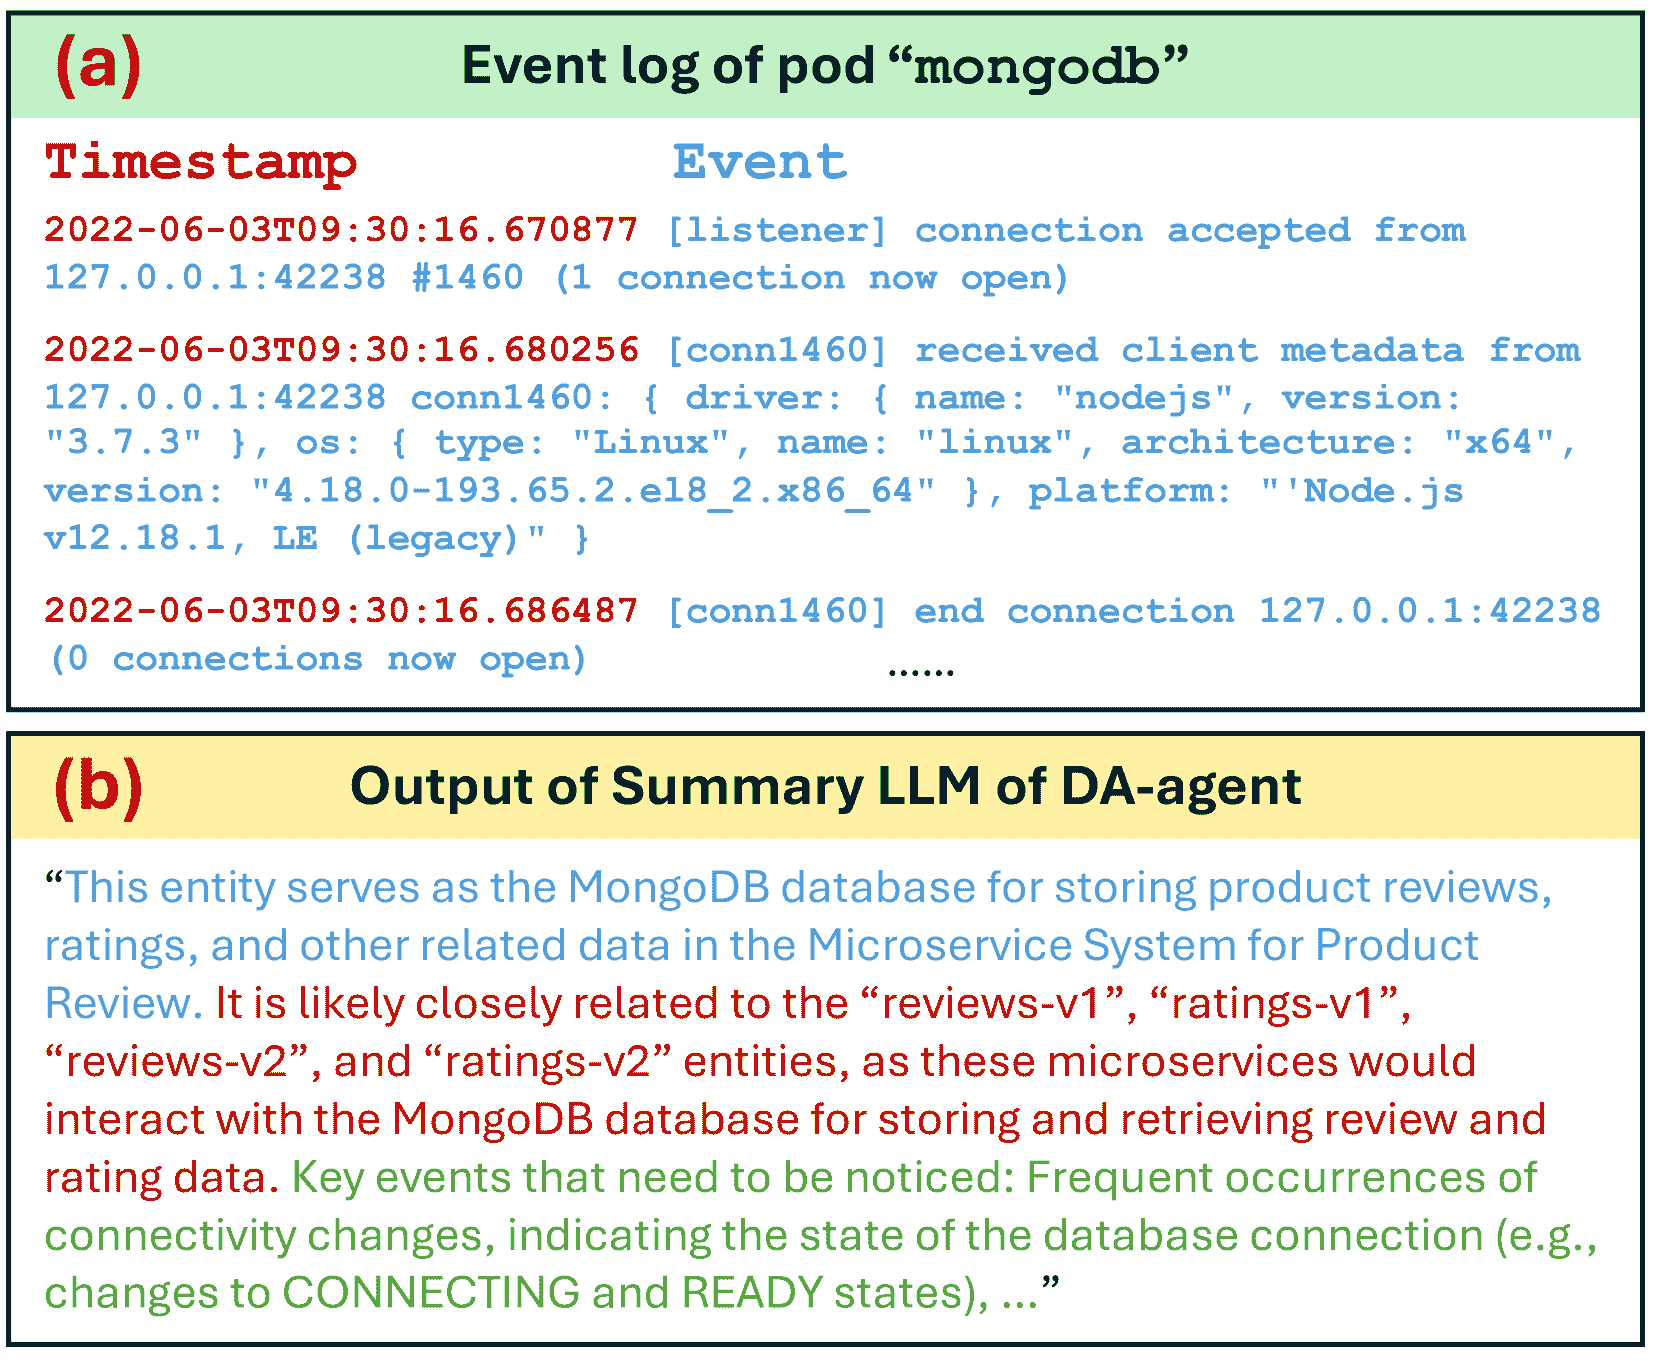 (a) Event log of pod “mongodb”
Timestamp Event
2022-06-03T09:30:16.670877 [listener] connection accepted from
127.0.0.1:42238 #1460 (1 connection now open)
2022-06-03T09:30:16.680256 [conn1460] received client metadata from
127.0.0.1:42238 conn1460: { driver: { name: "nodejs", version:
"3.7.3" }, os: { type: "Linux", name: "linux", architecture: "x64",
version: "4.18.0-193.65.2.el8_2.x86_64" }, platform: "'Node.js
v12.18.1, LE (legacy)" }
2022-06-03T09:30:16.686487 [conn1460] end connection 127.0.0.1:42238
(0 connections now open) ......
(b) Output of Summary LLM of DA-agent
“This entity serves as the MongoDB database for storing product reviews,
ratings, and other related data in the Microservice System for Product
Review. It is likely closely related to the “reviews-v1”, “ratings-v1”,
“reviews-v2”, and “ratings-v2” entities, as these microservices would
interact with the MongoDB database for storing and retrieving review and
rating data. Key events that need to be noticed: Frequent occurrences of
connectivity changes, indicating the state of the database connection (e.g.,
changes to CONNECTING and READY states), ...”